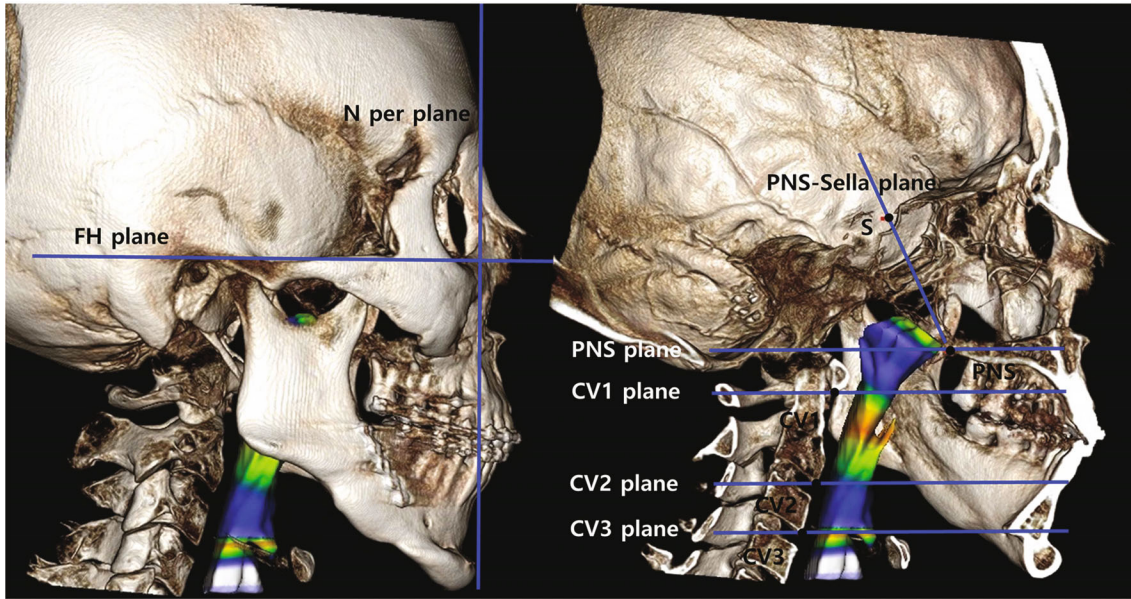 N per plane
FH plane
PNS-Sella plane
S
PNS plane
PNS
CV1 plane
CV1
CV2 plane
CV2
CV3 plane
CV3